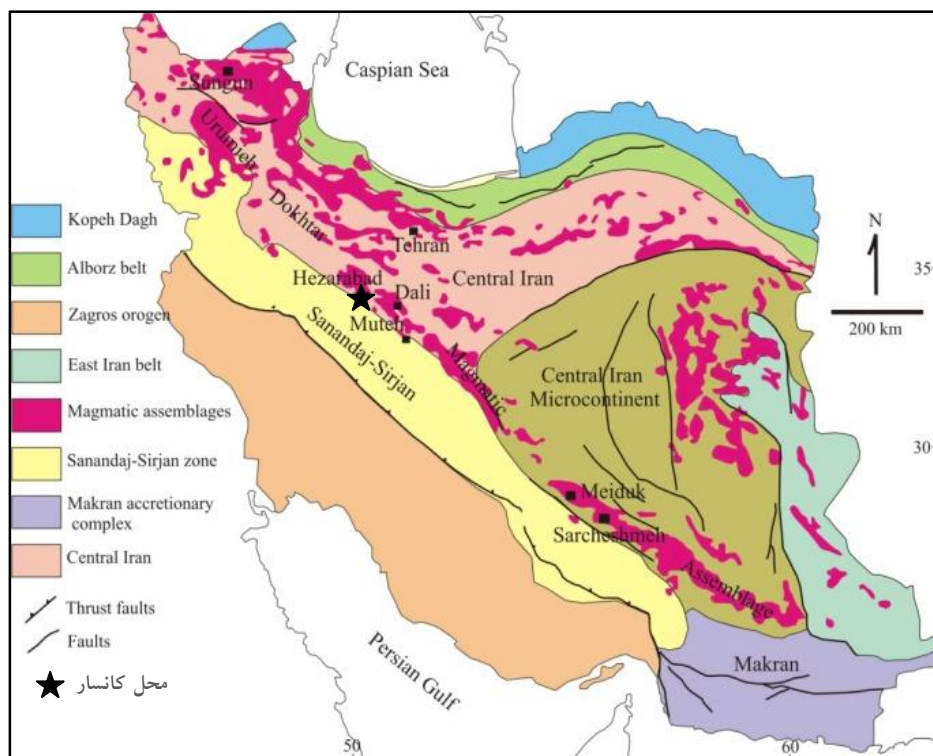 Caspian Sea
Sungun
Urumieh
Dokhtar
Tehran
Central Iran
Hezarabad
Dali
Muteh
Sanandaj-Sirjan
Magmatic
Central Iran
Microcontinent
Meiduk
Sarcheshmeh
Assemblage
Makran
Persian Gulf
N
35
200 km
30
50
60
Kopeh Dagh
Alborz belt
Zagros orogen
East Iran belt
Magmatic assemblages
Sanandaj-Sirjan zone
Makran accretionary
complex
Central Iran
Thrust faults
Faults
محل کانسار